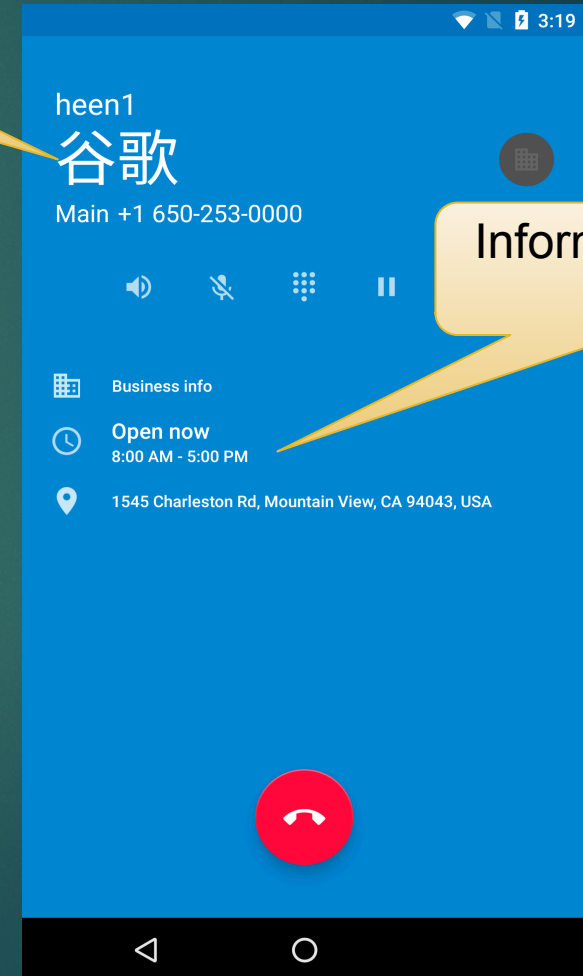 3:19
heen1
谷歌
Main +1 650-253-0000
Business info
Open now
8:00 AM - 5:00 PM
1545 Charleston Rd, Mountain View, CA 94043, USA